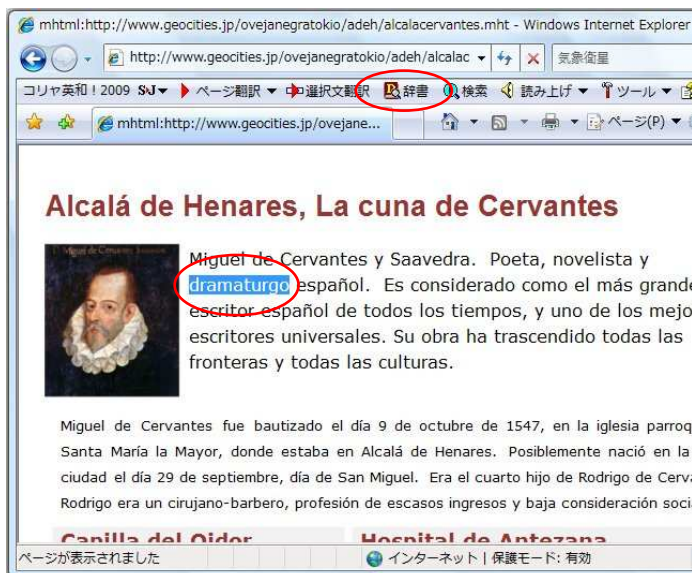 mhtml:http://www.geocities.jp/ovejanegratokio/adeh/alcalacervantes.mht - Windows Internet Explorer
http://www.geocities.jp/ovejanegratokio/adeh/alcalac 気象衛星
コリャ英和!2009 ページ翻訳 選択文翻訳 辞書 検索 読み上げ ツール
mhtml:http://www.geocities.jp/ovejane... ページ(P)
Alcalá de Henares, La cuna de Cervantes
Miguel de Cervantes y Saavedra. Poeta, novelista y
dramaturgo español. Es considerado como el más grande
escritor español de todos los tiempos, y uno de los mejo
escritores universales. Su obra ha trascendido todas las
fronteras y todas las culturas.
Miguel de Cervantes fue bautizado el día 9 de octubre de 1547, en la iglesia parroq
Santa María la Mayor, donde estaba en Alcalá de Henares. Posiblemente nació en la
ciudad el día 29 de septiembre, día de San Miguel. Era el cuarto hijo de Rodrigo de Cerva
Rodrigo era un cirujano-barbero, profesión de escasos ingresos y baja consideración soci
Capilla del Oidor Hospital de Antezana
ページが表示されました インターネット | 保護モード: 有効